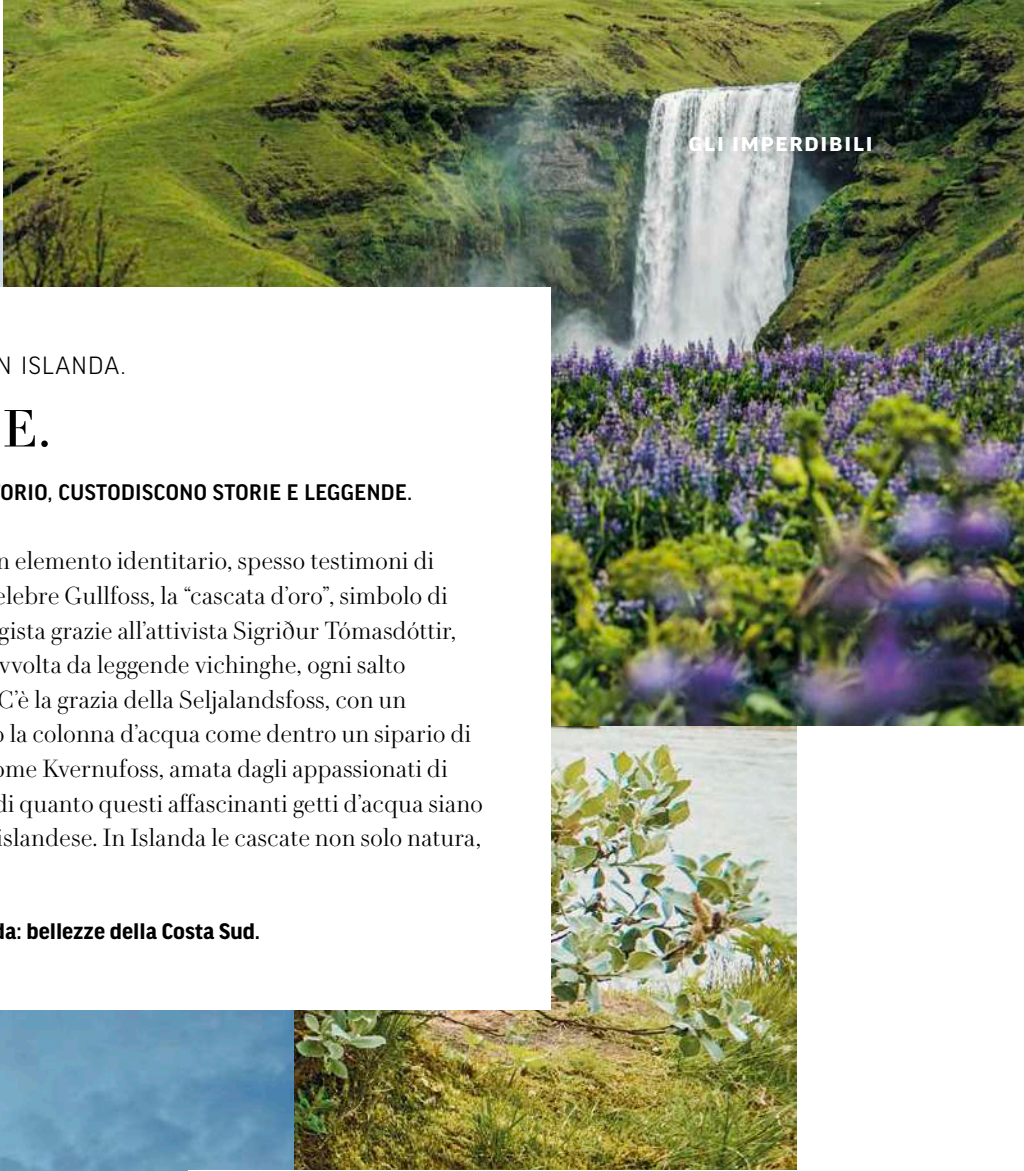 GLI IMPERDIBILI
N ISLANDA.
E.
TORIO, CUSTODISCONO STORIE E LEGGENDE.
n elemento identitario, spesso testimoni di
elebre Gullfoss, la “cascata d’oro”, simbolo di
gista grazie all’attivista Sigriður Tómasdóttir,
vvolta da leggende vichinghe, ogni salto
C’è la grazia della Seljalandsfoss, con un
o la colonna d’acqua come dentro un sipario di
ome Kvernufoss, amata dagli appassionati di
di quanto questi affascinanti getti d’acqua siano
islandese. In Islanda le cascate non solo natura,
da: bellezze della Costa Sud.